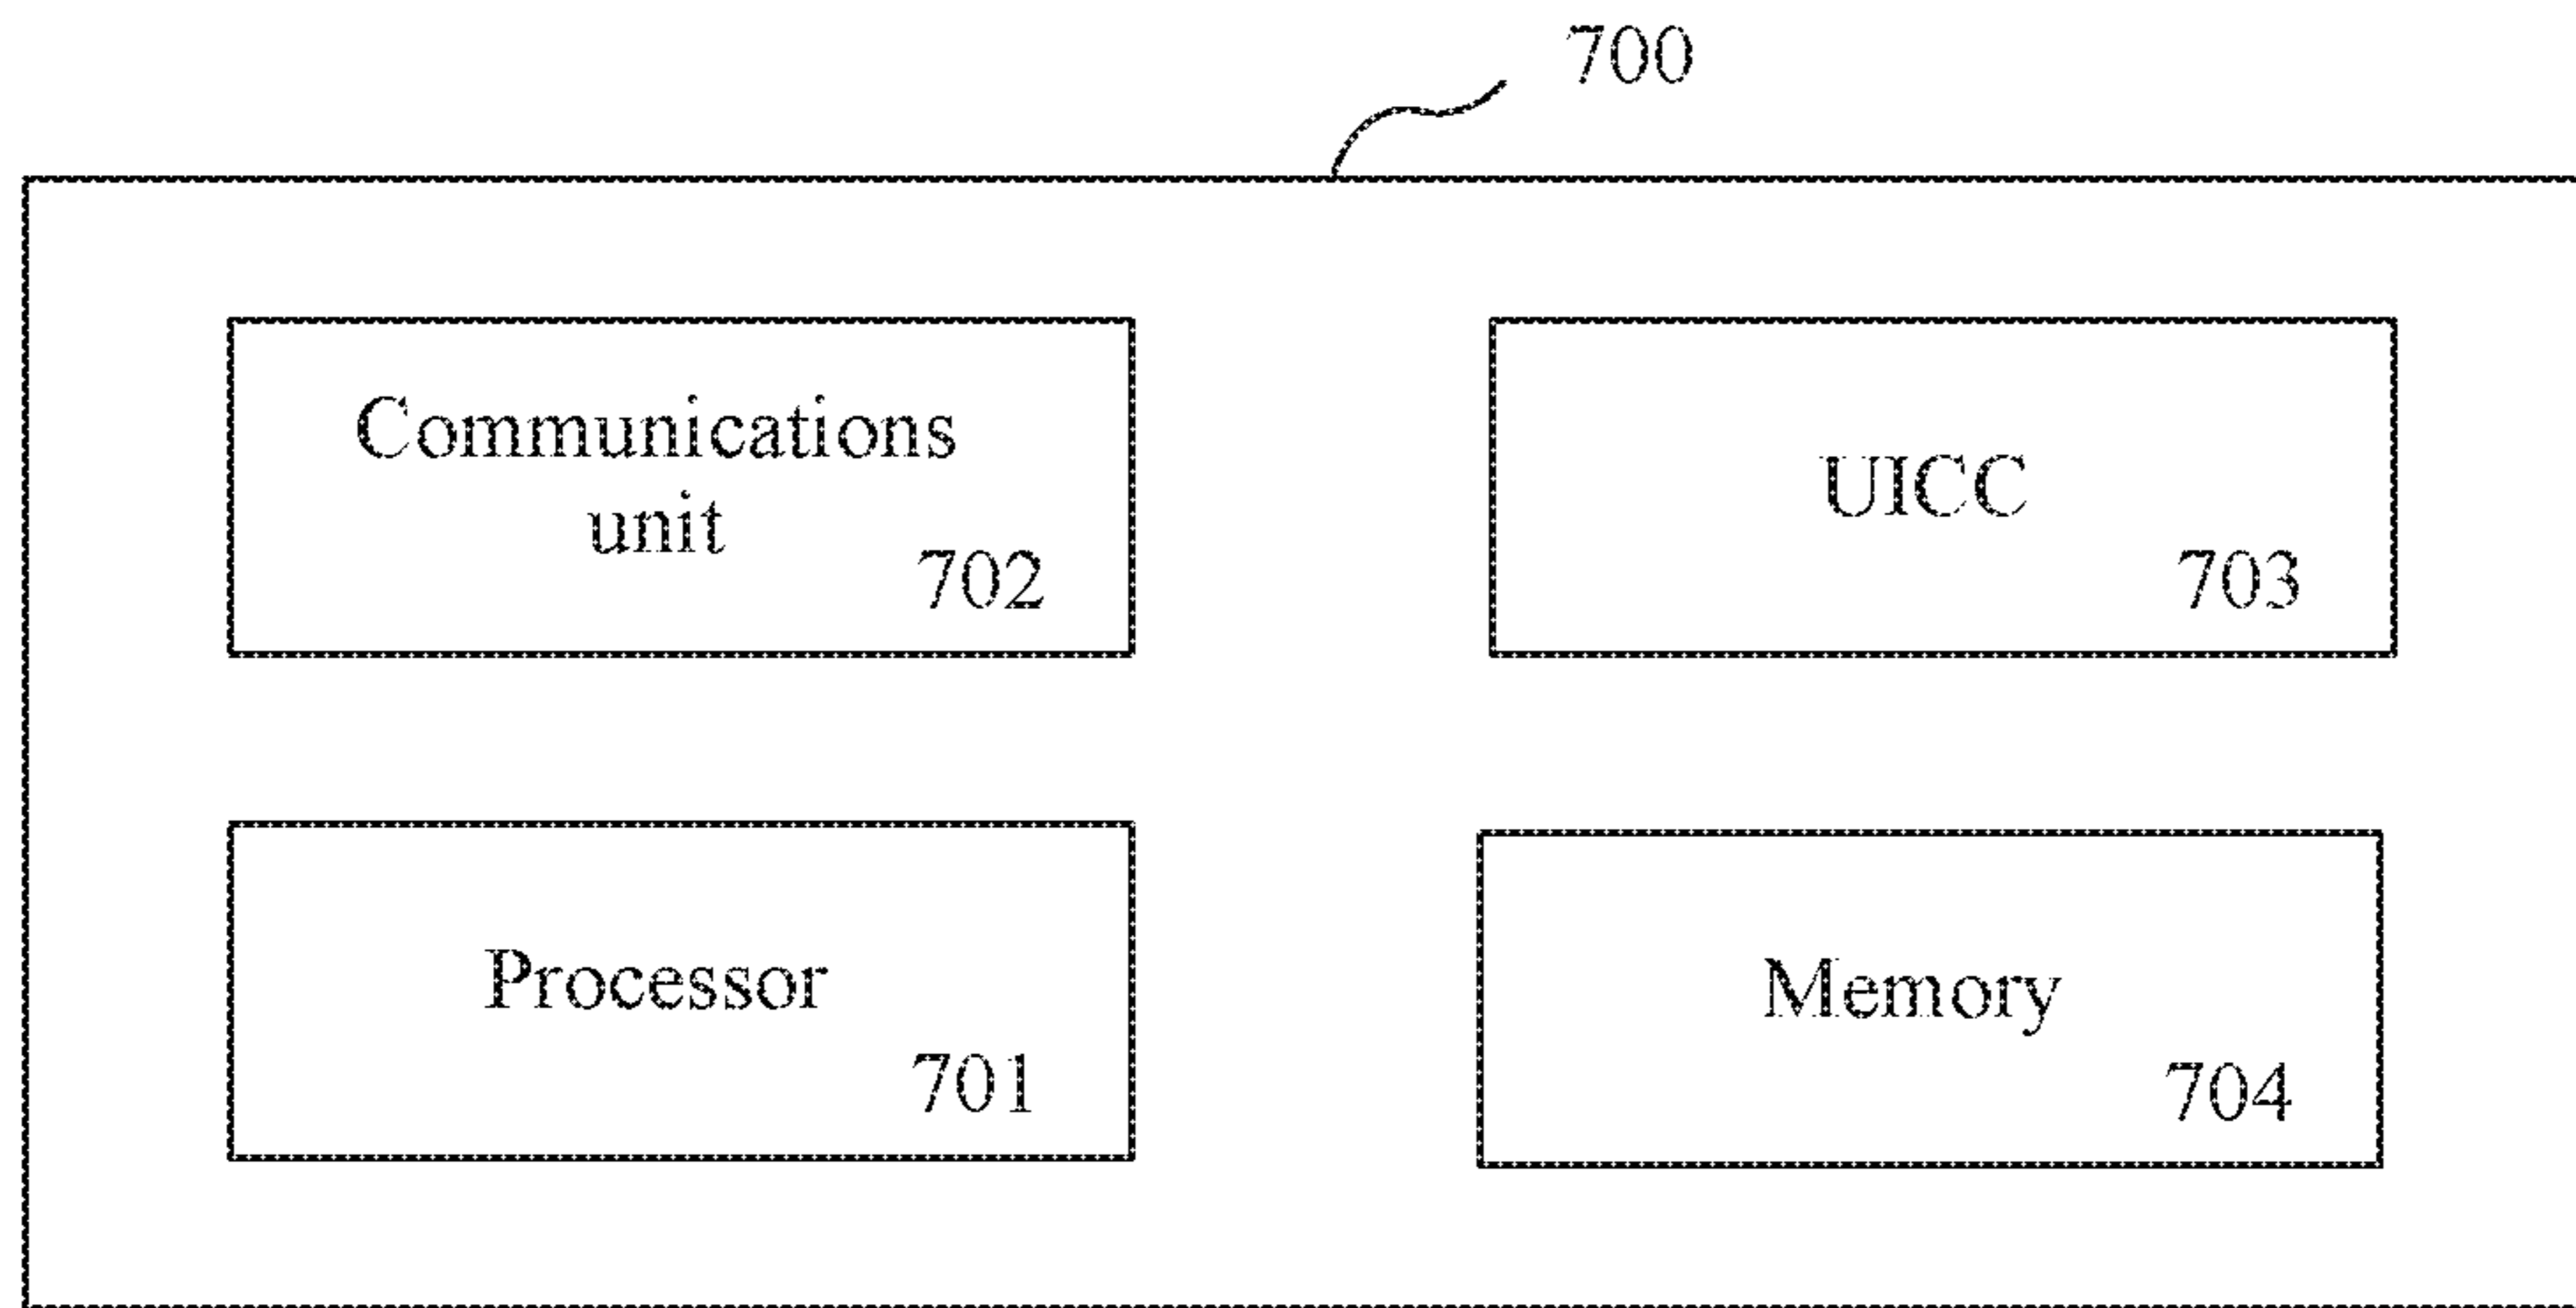 700
Communications
unit
702
UICC
703
Processor
701
Memory
704